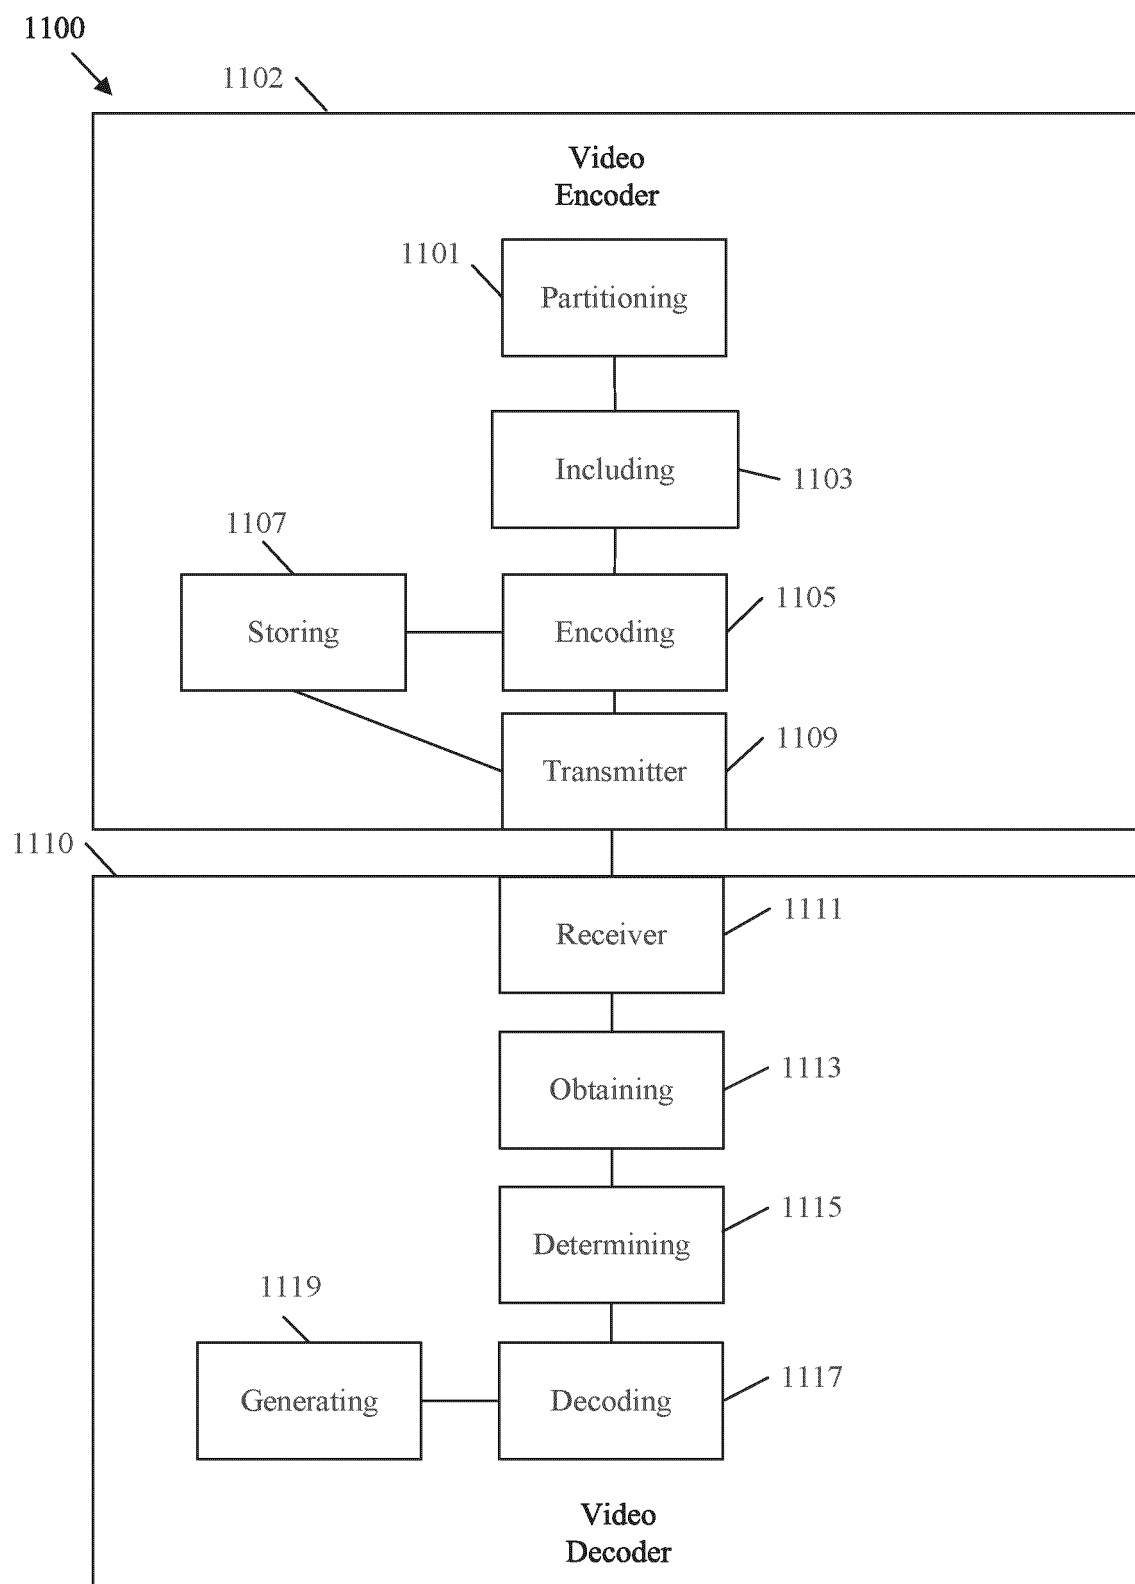 1100
1102
Video
Encoder
1101
Partitioning
Including
1103
1107
Storing
Encoding
1105
Transmitter
1109
1110
Receiver
1111
Obtaining
1113
Determining
1115
1119
Generating
Decoding
1117
Video
Decoder